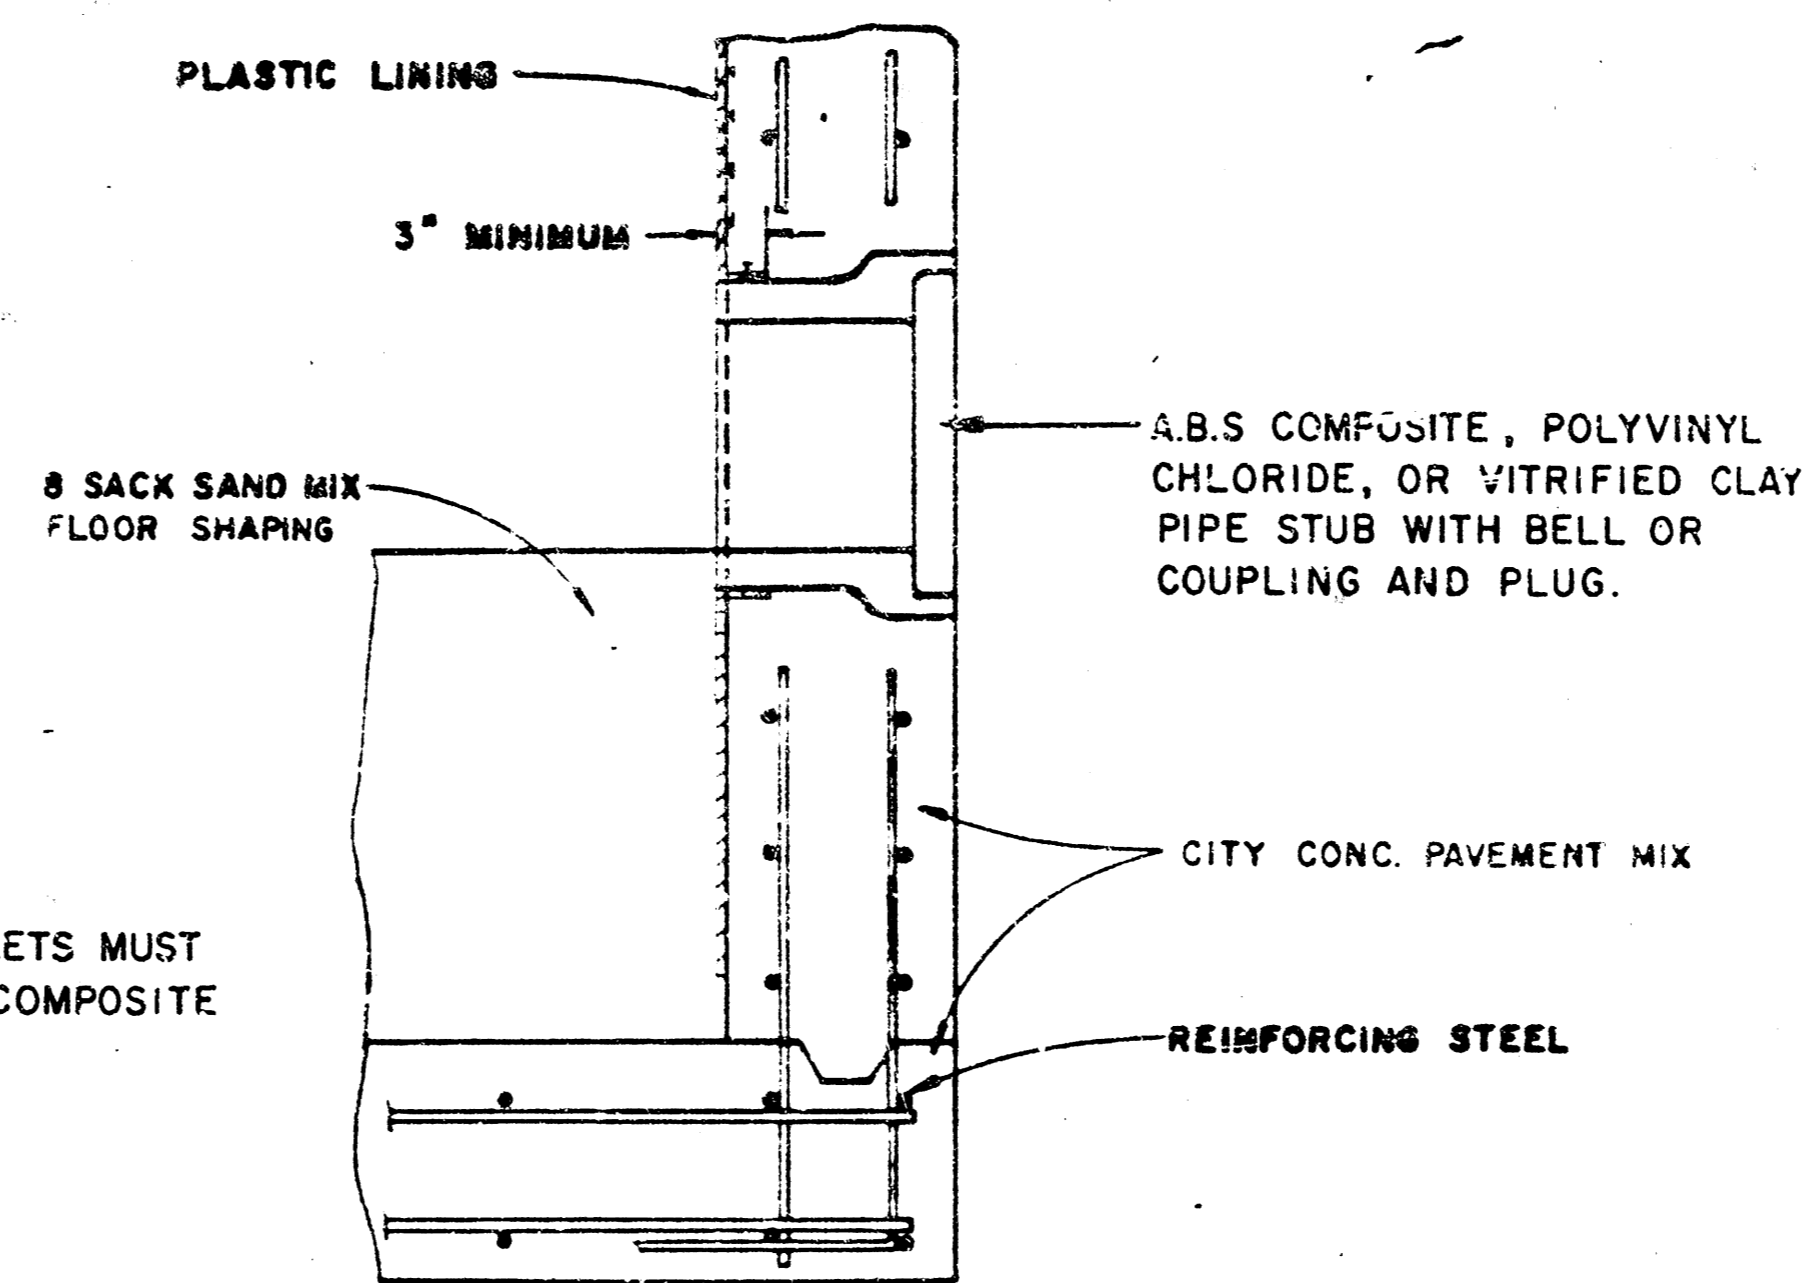 PLASTIC LINING
3" MINIMUM
A.B.S COMPOSITE, POLYVINYL
CHLORIDE, OR VITRIFIED CLAY
PIPE STUB WITH BELL OR
COUPLING AND PLUG.
8 SACK SAND MIX
FLOOR SHAPING
CITY CONC. PAVEMENT MIX
ETS MUST
COMPOSITE
REINFORCING STEEL